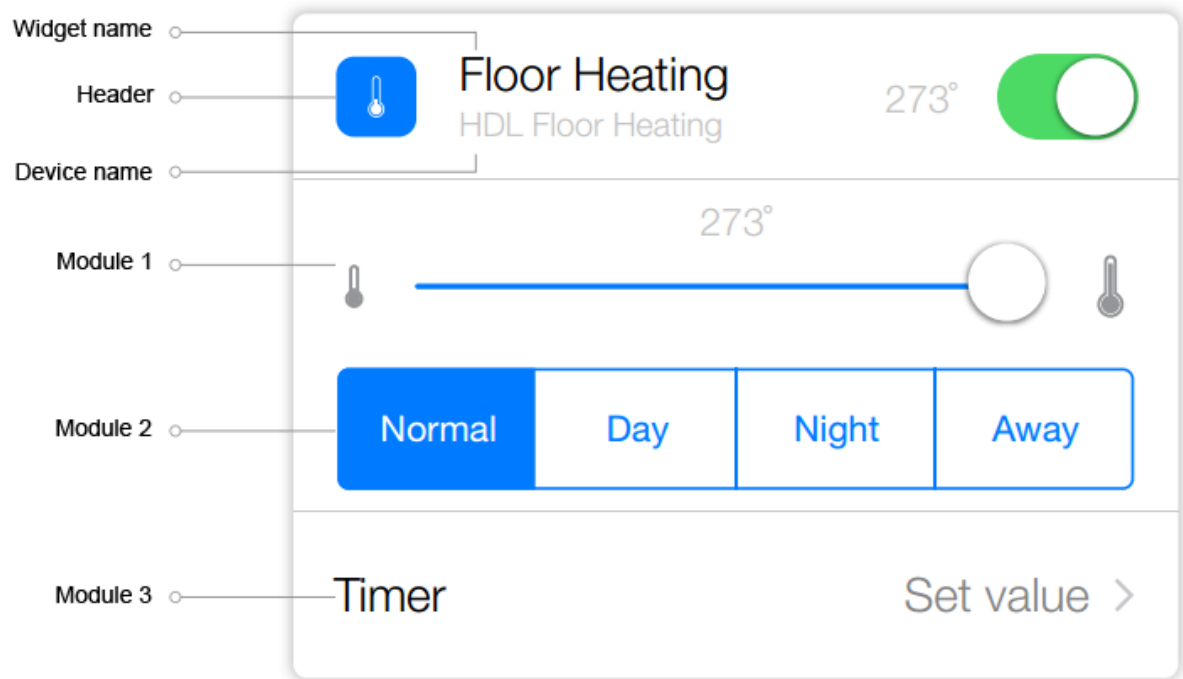 Widget name
Floor Heating
Header
273°
HDL Floor Heating
Device name
273°
Module 1
Module 2
Normal Day Night Away
Module 3
Timer Set value